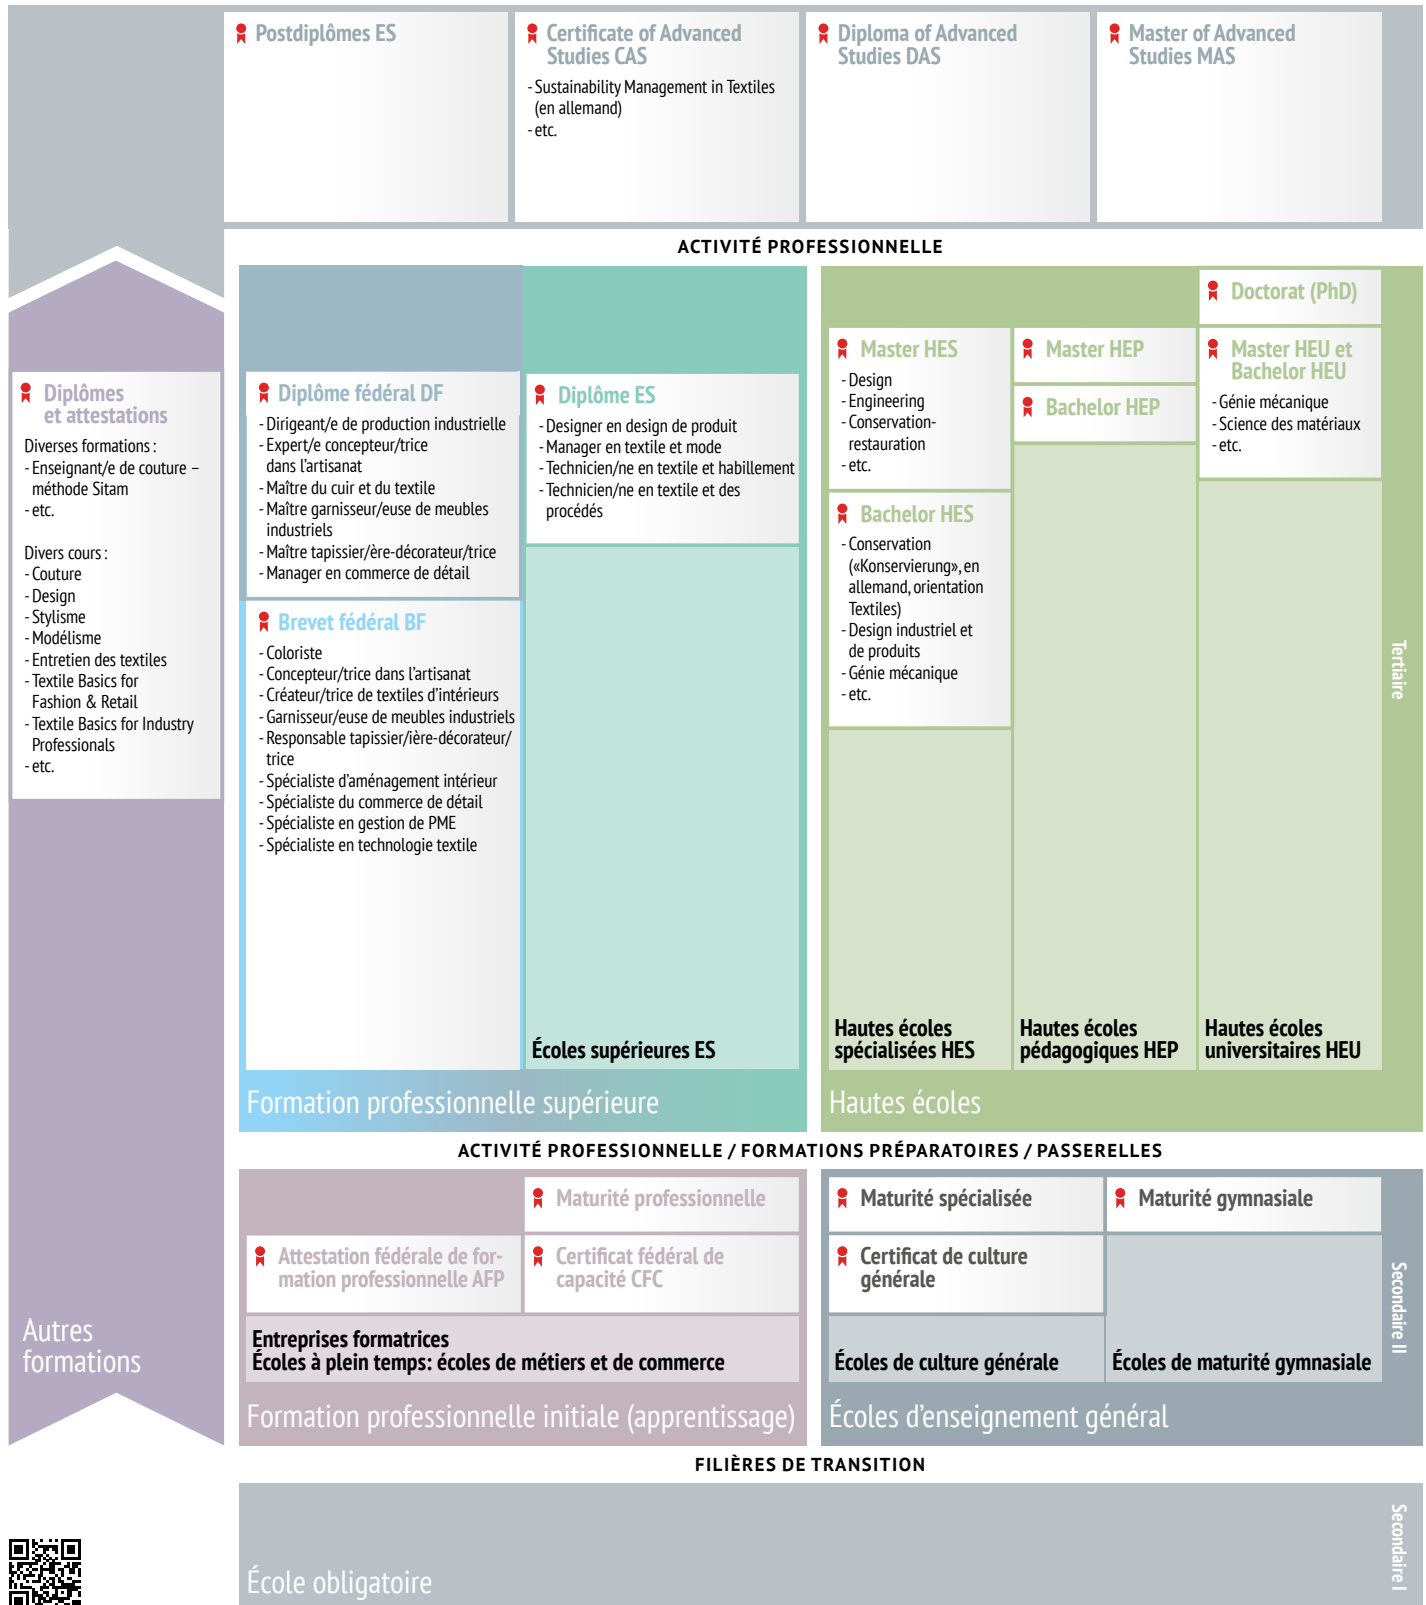 Postdiplômes ES
Certificate of Advanced
Studies CAS
- Sustainability Management in Textiles
(en allemand)
- etc.
Diploma of Advanced
Studies DAS
Master of Advanced
Studies MAS
ACTIVITÉ PROFESSIONNELLE
Diplômes
et attestations
Diverses formations :
- Enseignant/e de couture –
méthode Sitam
- etc.
Divers cours :
- Couture
- Design
- Stylisme
- Modélisme
- Entretien des textiles
- Textile Basics for
Fashion & Retail
- Textile Basics for Industry
Professionals
- etc.
Autres
formations
Diplôme fédéral DF
- Dirigeant/e de production industrielle
- Expert/e concepteur/trice
dans l’artisanat
- Maître du cuir et du textile
- Maître garnisseur/euse de meubles
industriels
- Maître tapissier/ère-décorateur/trice
- Manager en commerce de détail
Brevet fédéral BF
- Coloriste
- Concepteur/trice dans l’artisanat
- Créateur/trice de textiles d’intérieurs
- Garnisseur/euse de meubles industriels
- Responsable tapissier/ière-décorateur/
trice
- Spécialiste d’aménagement intérieur
- Spécialiste du commerce de détail
- Spécialiste en gestion de PME
- Spécialiste en technologie textile
Diplôme ES
- Designer en design de produit
- Manager en textile et mode
- Technicien/ne en textile et habillement
- Technicien/ne en textile et des
procédés
Écoles supérieures ES
Formation professionnelle supérieure
Master HES
- Design
- Engineering
- Conservation-
restauration
- etc.
Bachelor HES
- Conservation
(«Konservierung», en
allemand, orientation
Textiles)
- Design industriel et
de produits
- Génie mécanique
- etc.
Hautes écoles
spécialisées HES
Master HEP
Bachelor HEP
Hautes écoles
pédagogiques HEP
Doctorat (PhD)
Master HEU et
Bachelor HEU
- Génie mécanique
- Science des matériaux
- etc.
Hautes écoles
universitaires HEU
Hautes écoles
Tertiaire
ACTIVITÉ PROFESSIONNELLE / FORMATIONS PRÉPARATOIRES / PASSERELLES
Maturité professionnelle
Attestation fédérale de for-
mation professionnelle AFP
Certificat fédéral de
capacité CFC
Entreprises formatrices
Écoles à plein temps: écoles de métiers et de commerce
Formation professionnelle initiale (apprentissage)
Maturité spécialisée
Certificat de culture
générale
Écoles de culture générale
Maturité gymnasiale
Écoles de maturité gymnasiale
Écoles d’enseignement général
Secondaire II
FILIÈRES DE TRANSITION
École obligatoire
Secondaire I